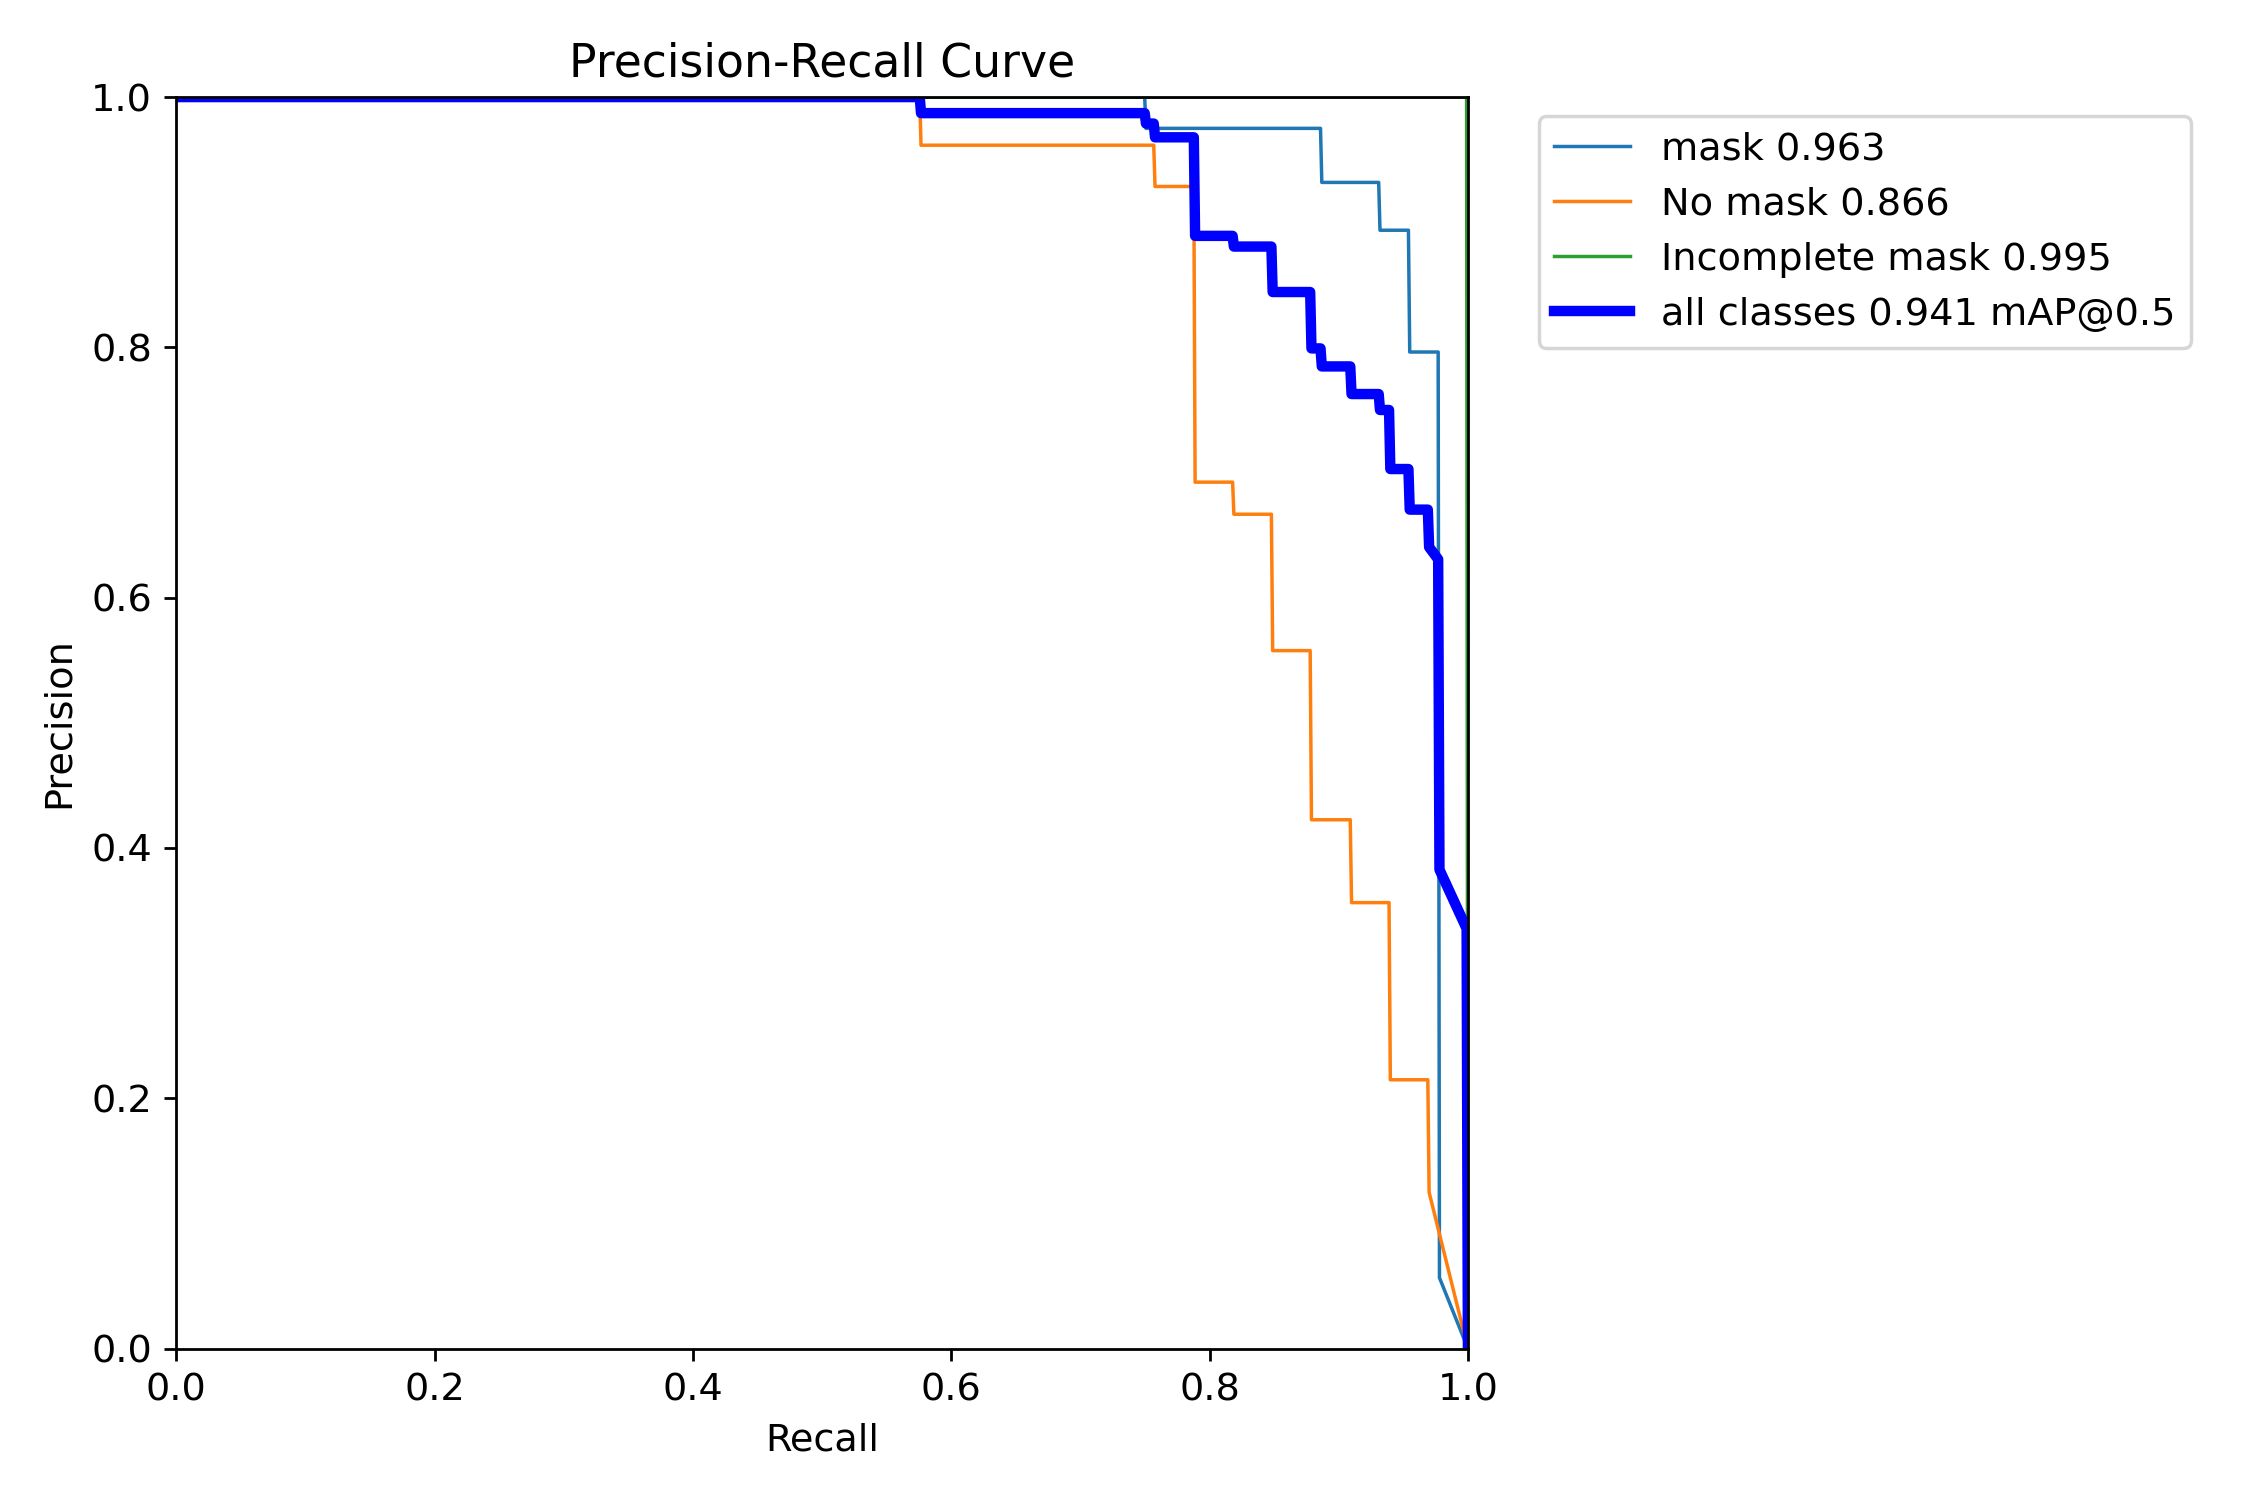 Precision-Recall Curve
1.0
0.8
0.6
0.4
0.2
0.0
Precision
0.0 0.2 0.4 0.6 0.8 1.0
Recall
mask 0.963
No mask 0.866
Incomplete mask 0.995
all classes 0.941 mAP@0.5